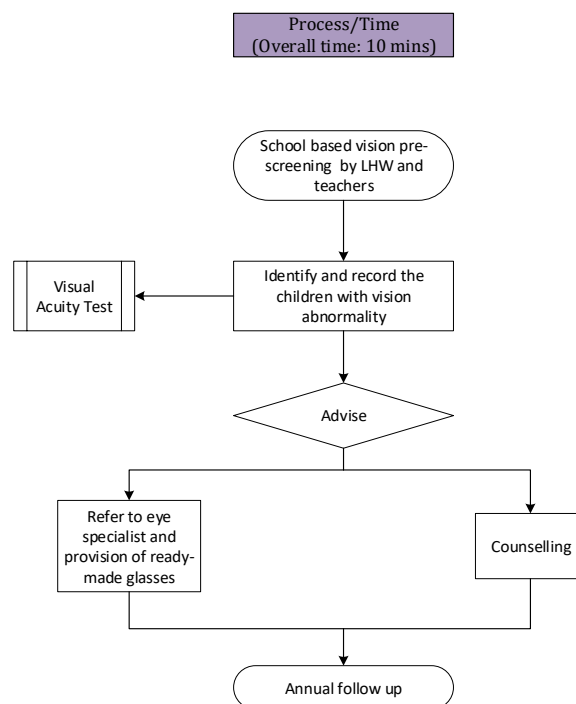 Process/Time
(Overall time: 10 mins)
School based vision pre-
screening by LHW and
teachers
Visual
Acuity Test
Identify and record the
children with vision
abnormality
Advise
Refer to eye
specialist and
provision of ready-
made glasses
Counselling
Annual follow up